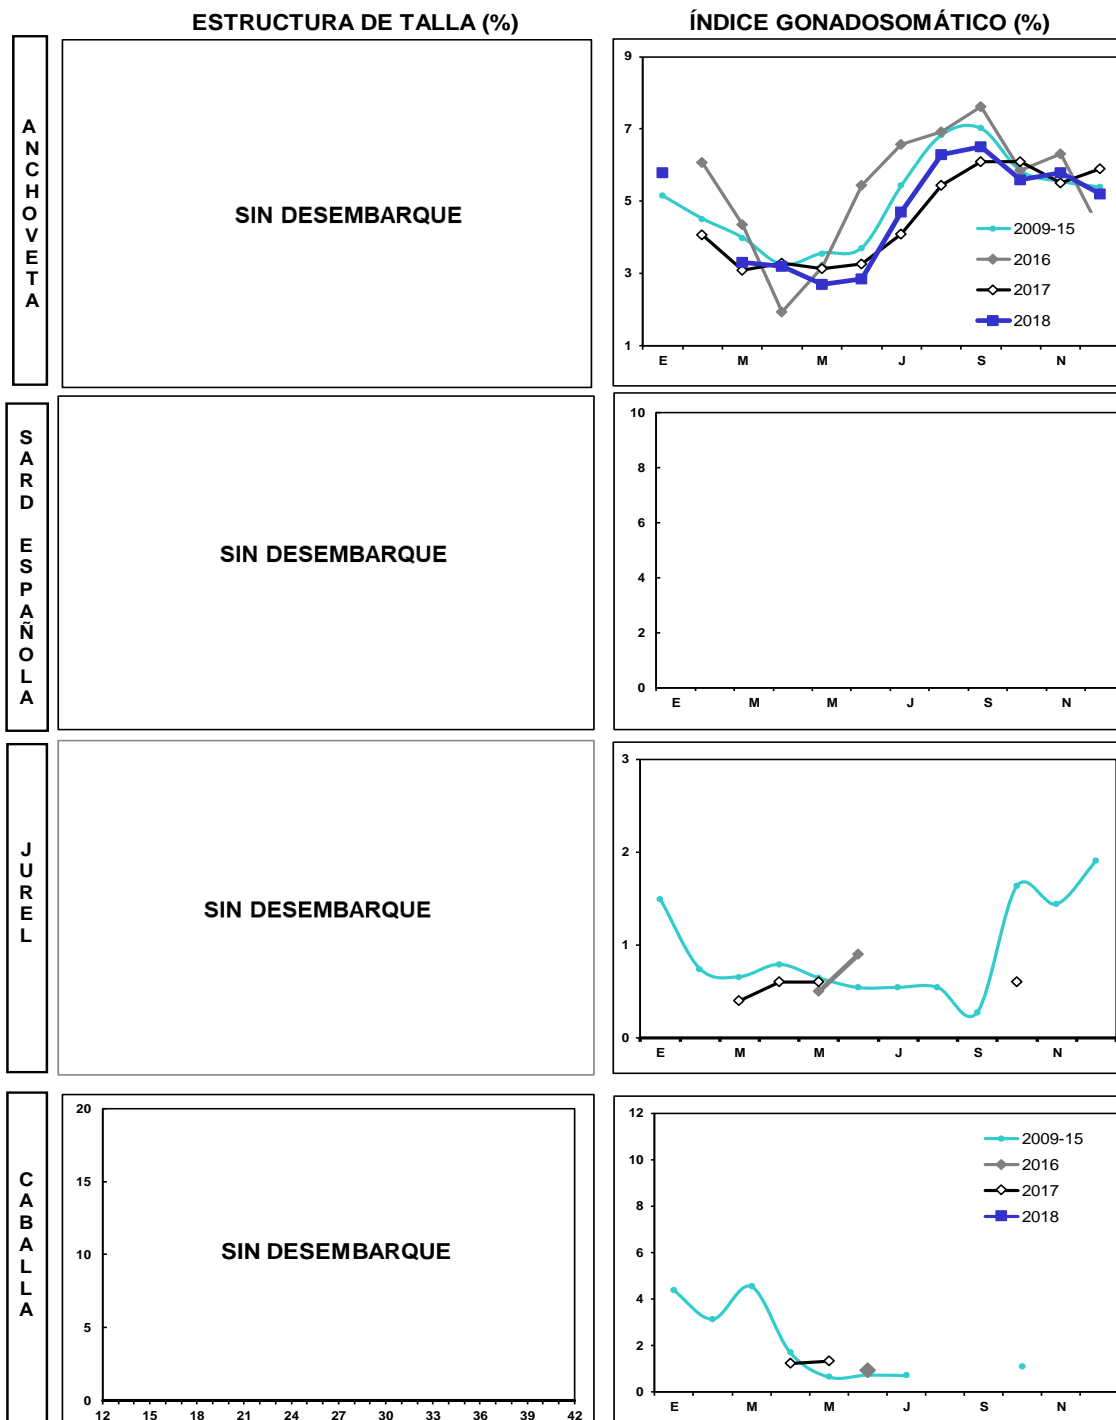 ESTRUCTURA DE TALLA (%)
ÍNDICE GONADOSOMÁTICO (%)
ANCHOVETA
SIN DESEMBARQUE
9
7
5
3
1
E M M J S N
2009-15
2016
2017
2018
SARD ESPAÑOLA
SIN DESEMBARQUE
10
8
6
4
2
0
E M M J S N
JUREL
SIN DESEMBARQUE
3
2
1
0
E M M J S N
CABALLA
20
15
10
5
0
SIN DESEMBARQUE
12 15 18 21 24 27 30 33 36 39 42
12
10
8
6
4
2
0
2009-15
2016
2017
2018
E M M J S N